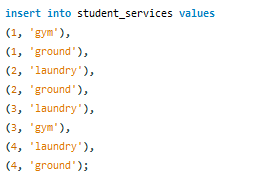 insert into student_services values
(1, 'gym'),
(1, 'ground'),
(2, 'laundry'),
(2, 'ground'),
(3, 'laundry'),
(3, 'gym'),
(4, 'laundry'),
(4, 'ground');